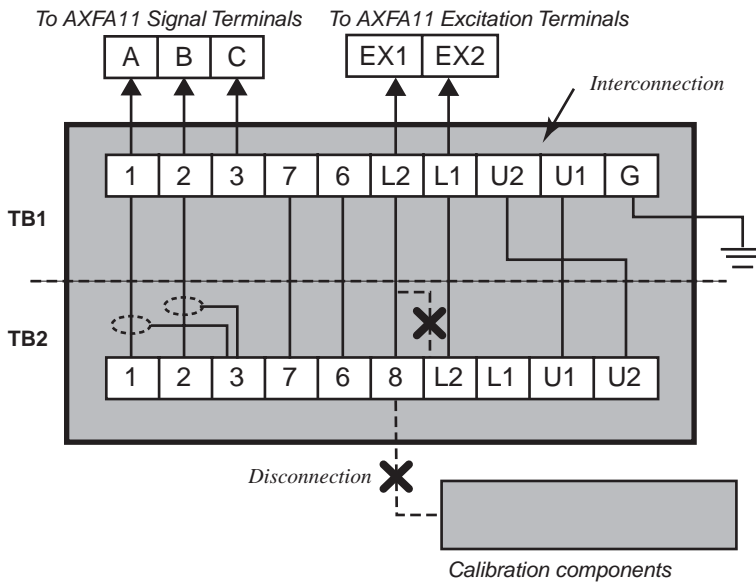 To AXFA11 Signal Terminals To AXFA11 Excitation Terminals
A B C EX1 EX2
Interconnection
1 2 3 7 6 L2 L1 U2 U1 G
TB1
TB2
1 2 3 7 6 8 L2 L1 U1 U2
Disconnection
Calibration components